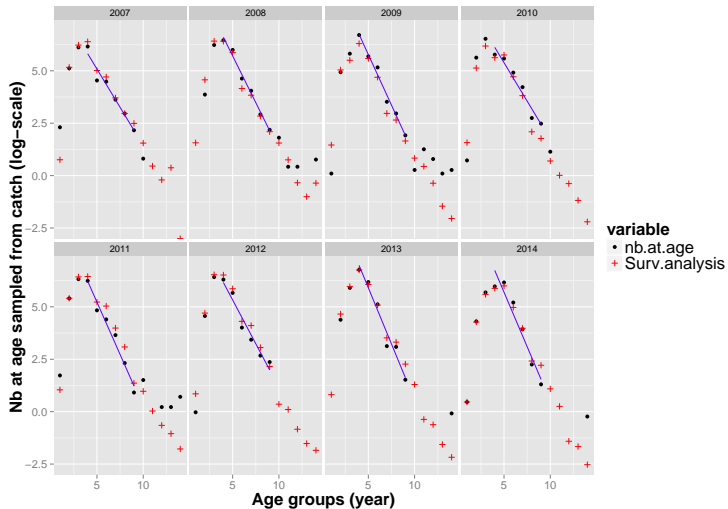 2007 2008 2009 2010
5.0
2.5
0.0
−2.5
2011 2012 2013 2014
5.0
2.5
0.0
−2.5
5 10 5 10 5 10 5 10
Age groups (year)
Nb at age sampled from catch (log−scale)
variable
nb.at.age
Surv.analysis